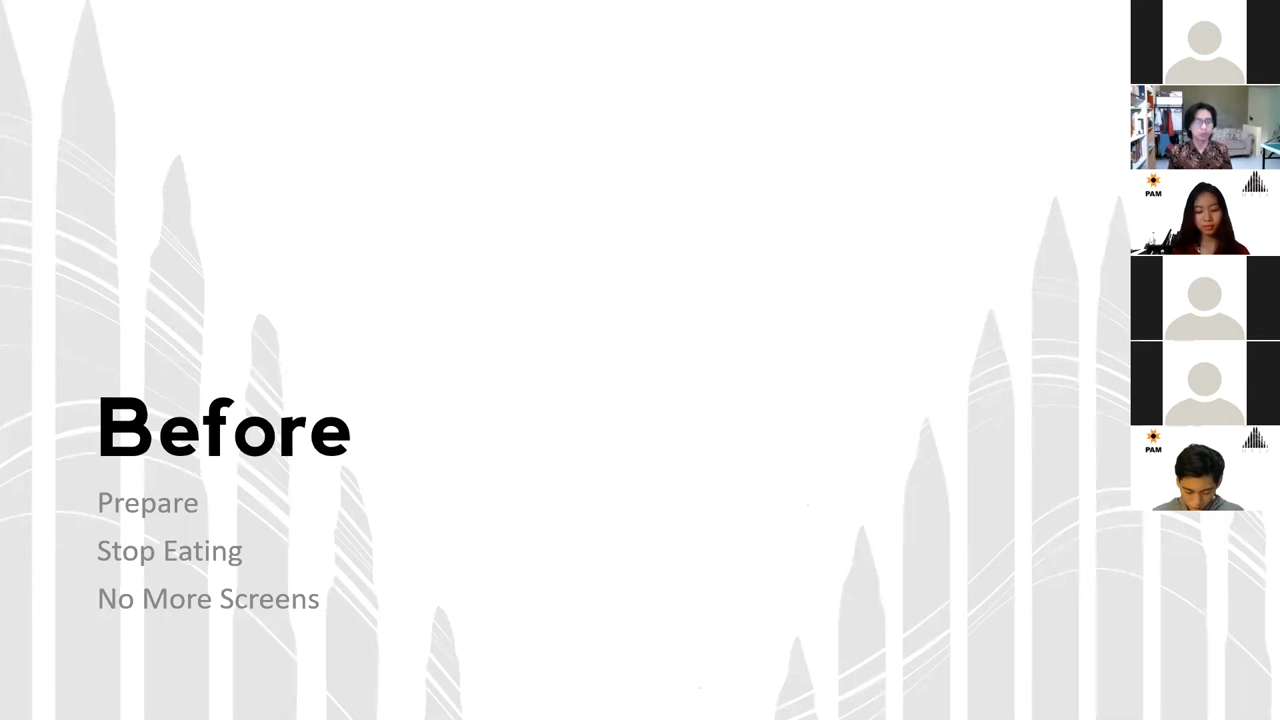 Before
Prepare
Stop Eating
No More Screens
PAM
PAM